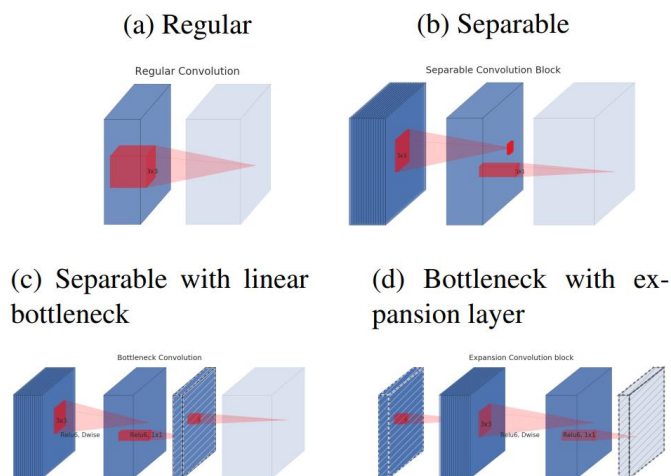 (a) Regular
(b) Separable
Regular Convolution
Separable Convolution Block
3x3
3x3
3x1
(c) Separable with linear
bottleneck
(d) Bottleneck with ex-
pansion layer
Bottleneck Convolution
Expansion Convolution block
3x3
Relu6, Dwise
Relu6, 1x1
3x3
Relu6, Dwise
Relu6, 1x1